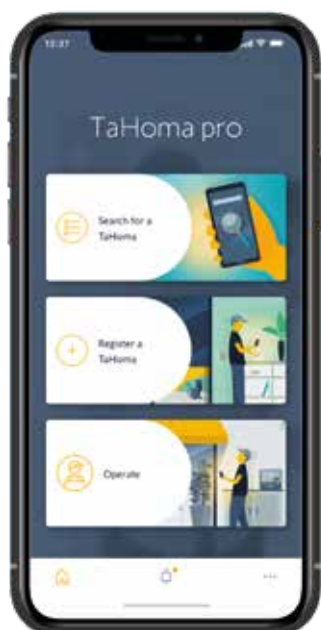 12:37
TaHoma pro
Search for a
TaHoma
Register a
TaHoma
Operate